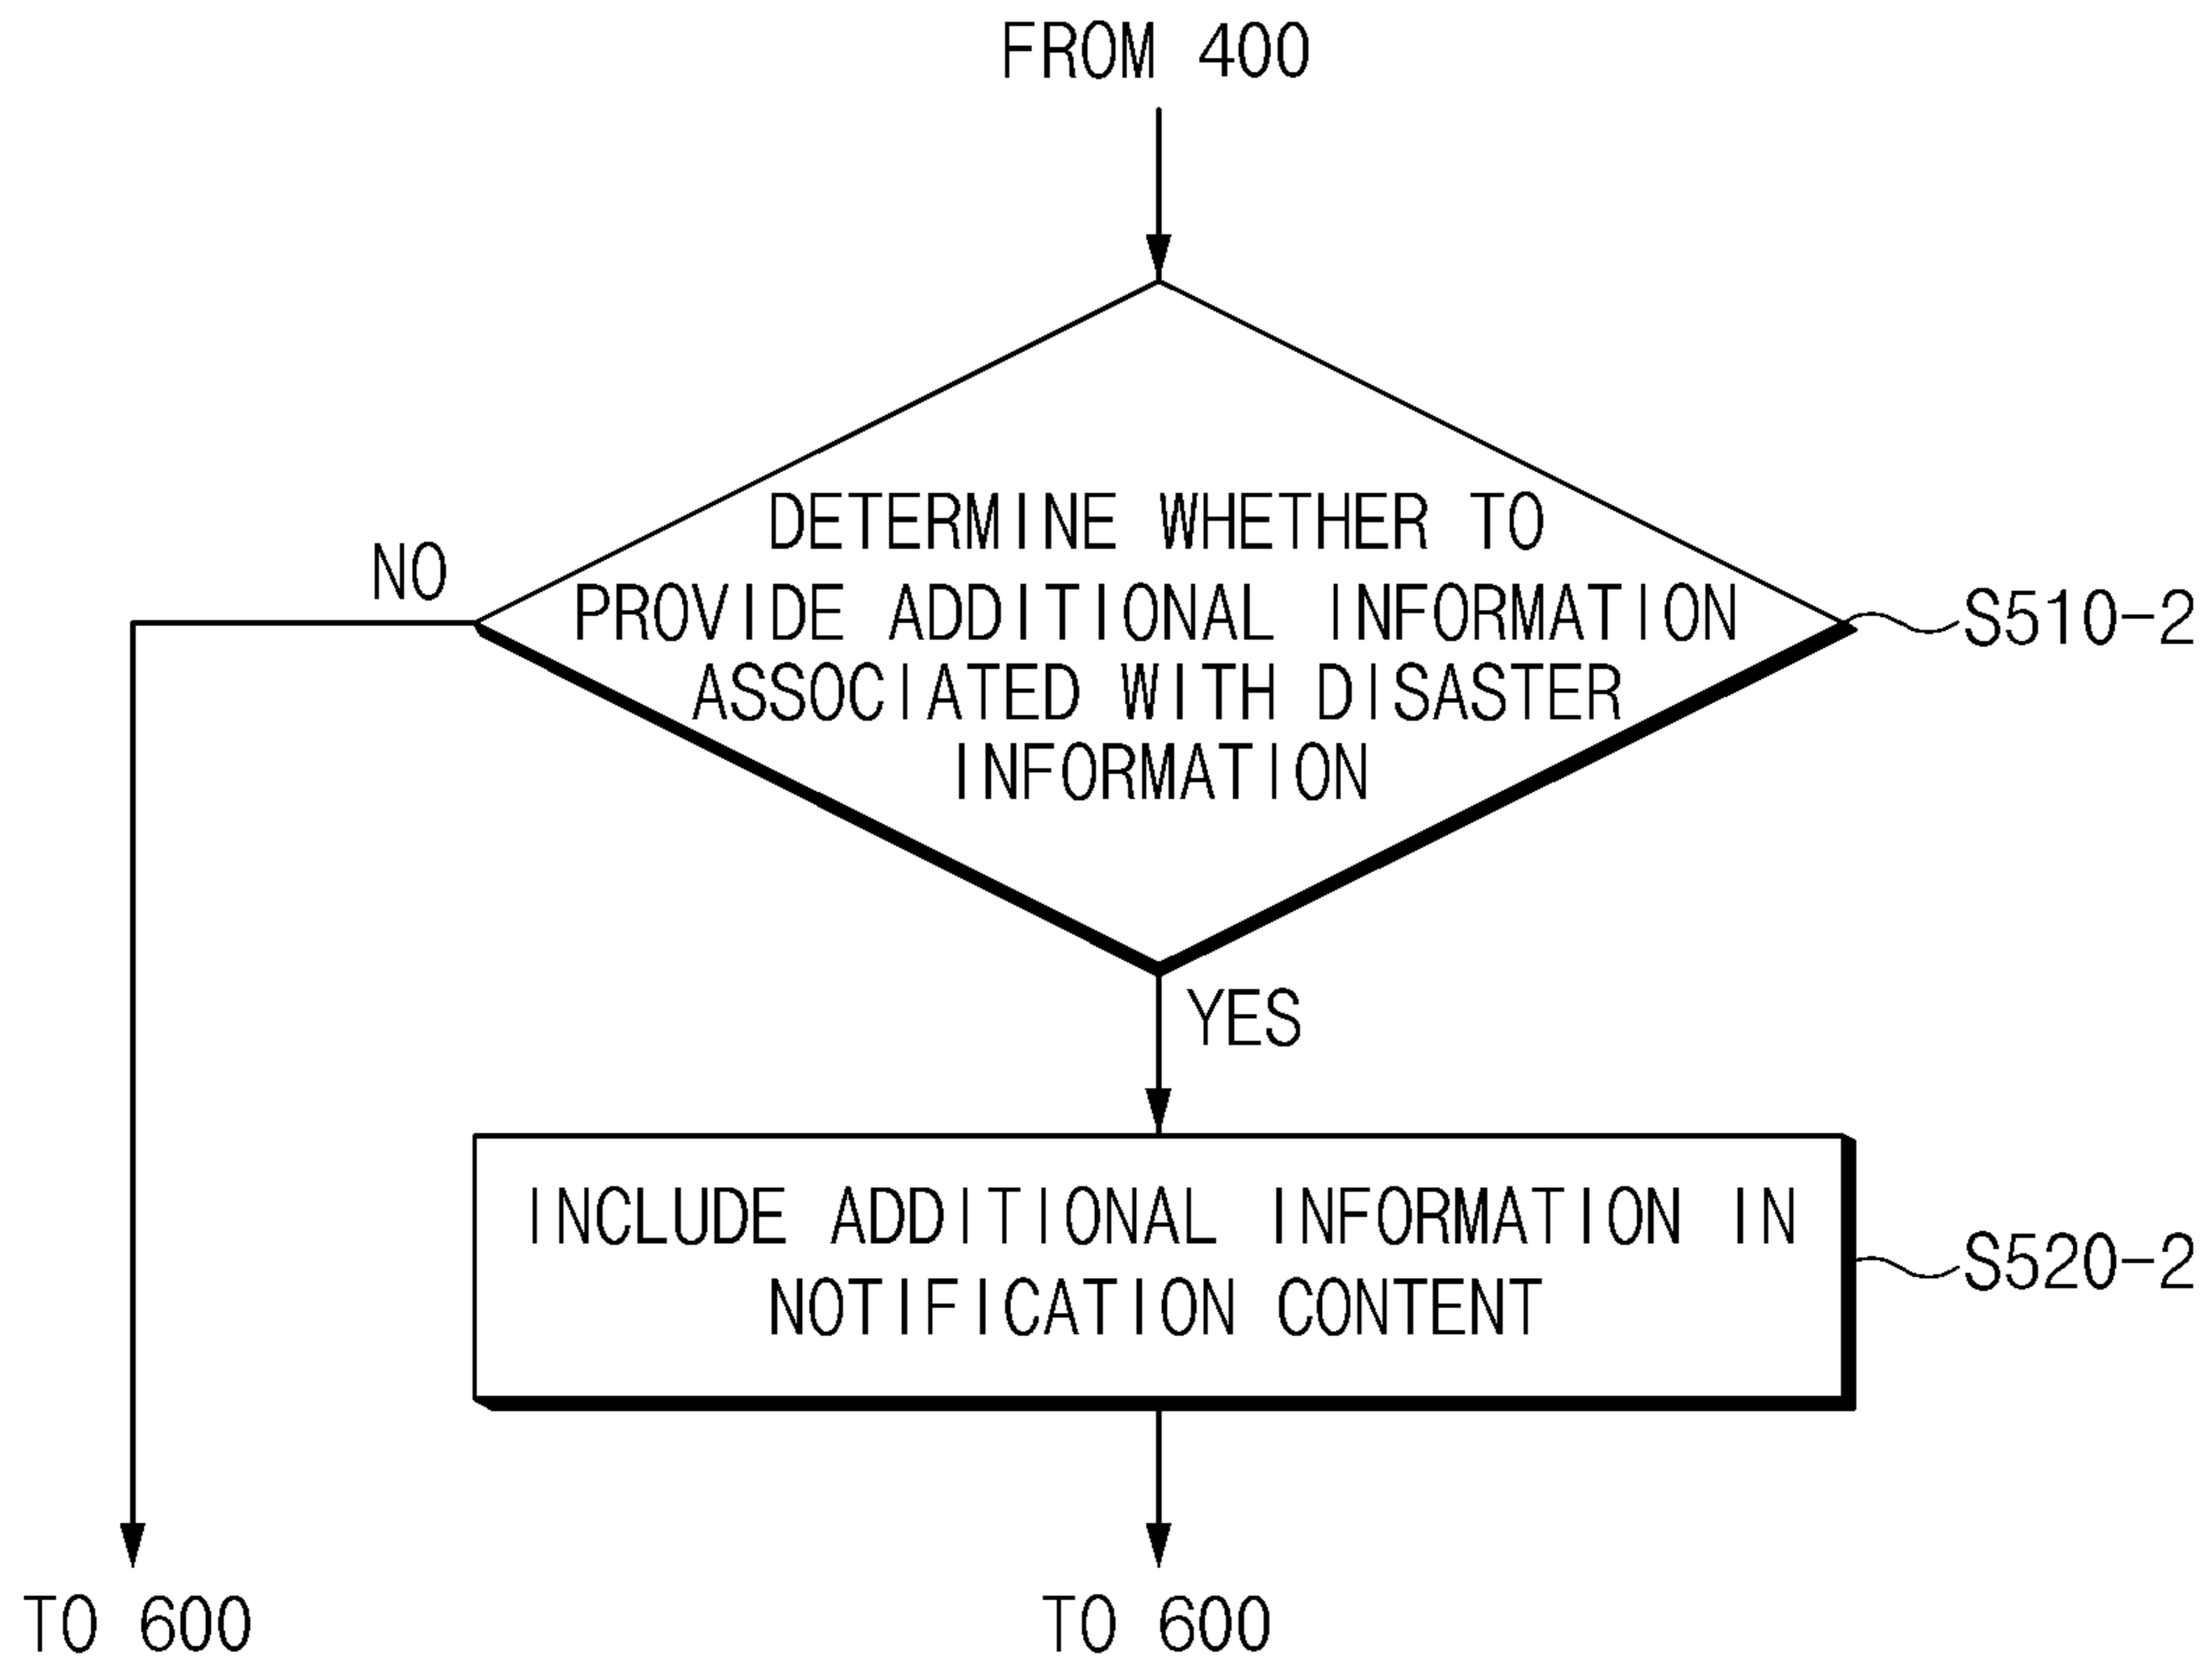 FROM 400
DETERMINE WHETHER TO
PROVIDE ADDITIONAL INFORMATION
ASSOCIATED WITH DISASTER
INFORMATION
NO
S510-2
YES
INCLUDE ADDITIONAL INFORMATION IN
NOTIFICATION CONTENT
S520-2
TO 600
TO 600